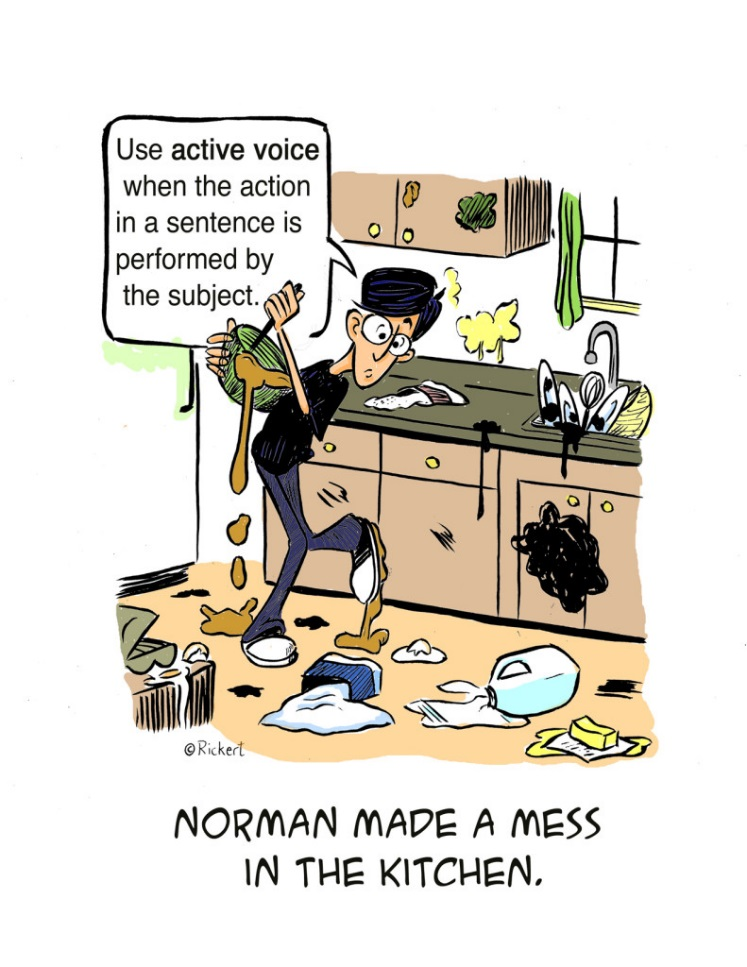 Use active voice
when the action
in a sentence is
performed by
the subject.
©Rickert
NORMAN MADE A MESS
IN THE KITCHEN.